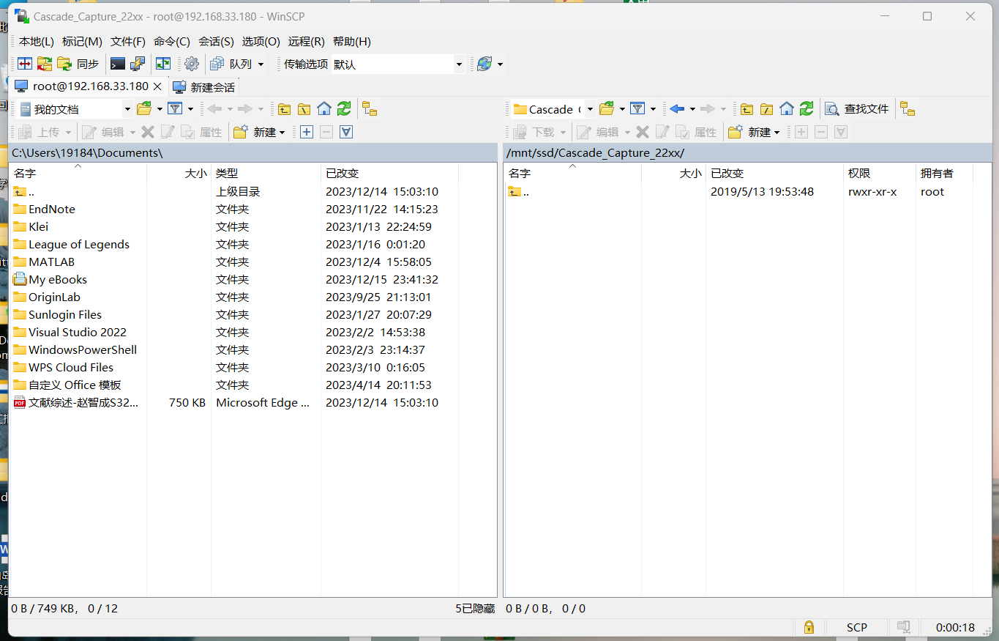 Cascade_Capture_22xx - root@192.168.33.180 - WinSCP
本地(L) 标记(M) 文件(F) 命令(C) 会话(S) 选项(O) 远程(R) 帮助(H)
同步 队列 传输选项 默认
root@192.168.33.180 新建会话
我的文档
上传 编辑 属性 新建
C:\Users\19184\Documents\
名字 大小 类型 已改变
.. 上级目录 2023/12/14 15:03:10
EndNote 文件夹 2023/11/22 14:15:23
Klei 文件夹 2023/1/13 22:24:59
League of Legends 文件夹 2023/1/16 0:01:20
MATLAB 文件夹 2023/12/4 15:58:05
My eBooks 文件夹 2023/12/15 23:41:32
OriginLab 文件夹 2023/9/25 21:13:01
Sunlogin Files 文件夹 2023/1/27 20:07:29
Visual Studio 2022 文件夹 2023/2/2 14:53:38
WindowsPowerShell 文件夹 2023/2/3 23:14:37
WPS Cloud Files 文件夹 2023/3/10 0:16:05
自定义 Office 模板 文件夹 2023/4/14 20:11:53
PDF 文献综述-赵智成S32... 750 KB Microsoft Edge ... 2023/12/14 15:03:10
0 B / 749 KB, 0 / 12 5已隐藏
Cascade 查找文件
下载 编辑 属性 新建
/mnt/ssd/Cascade_Capture_22xx/
名字 大小 已改变 权限 拥有者
.. 2019/5/13 19:53:48 rwxr-xr-x root
0 B / 0 B, 0 / 0
SCP 0:00:18